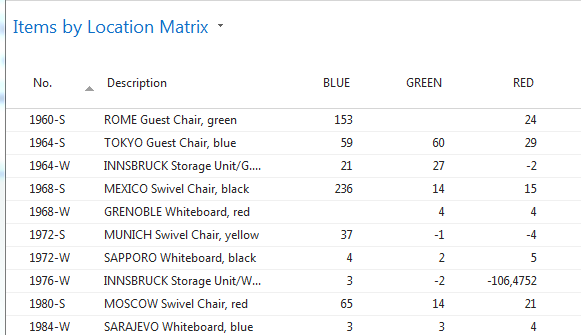 Items by Location Matrix
No. Description BLUE GREEN RED
1960-S ROME Guest Chair, green 153 24
1964-S TOKYO Guest Chair, blue 59 60 29
1964-W INNSBRUCK Storage Unit/G.... 21 27 -2
1968-S MEXICO Swivel Chair, black 236 14 15
1968-W GRENOBLE Whiteboard, red 4 4
1972-S MUNICH Swivel Chair, yellow 37 -1 -4
1972-W SAPPORO Whiteboard, black 4 2 5
1976-W INNSBRUCK Storage Unit/W... 3 -2 -106,4752
1980-S MOSCOW Swivel Chair, red 65 14 21
1984-W SARAJEVO Whiteboard, blue 3 3 4